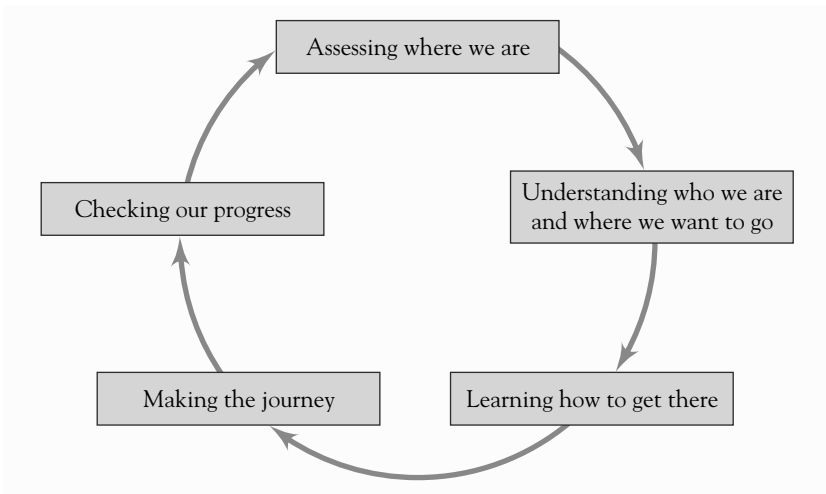 Assessing where we are
Understanding who we are
and where we want to go
Learning how to get there
Making the journey
Checking our progress